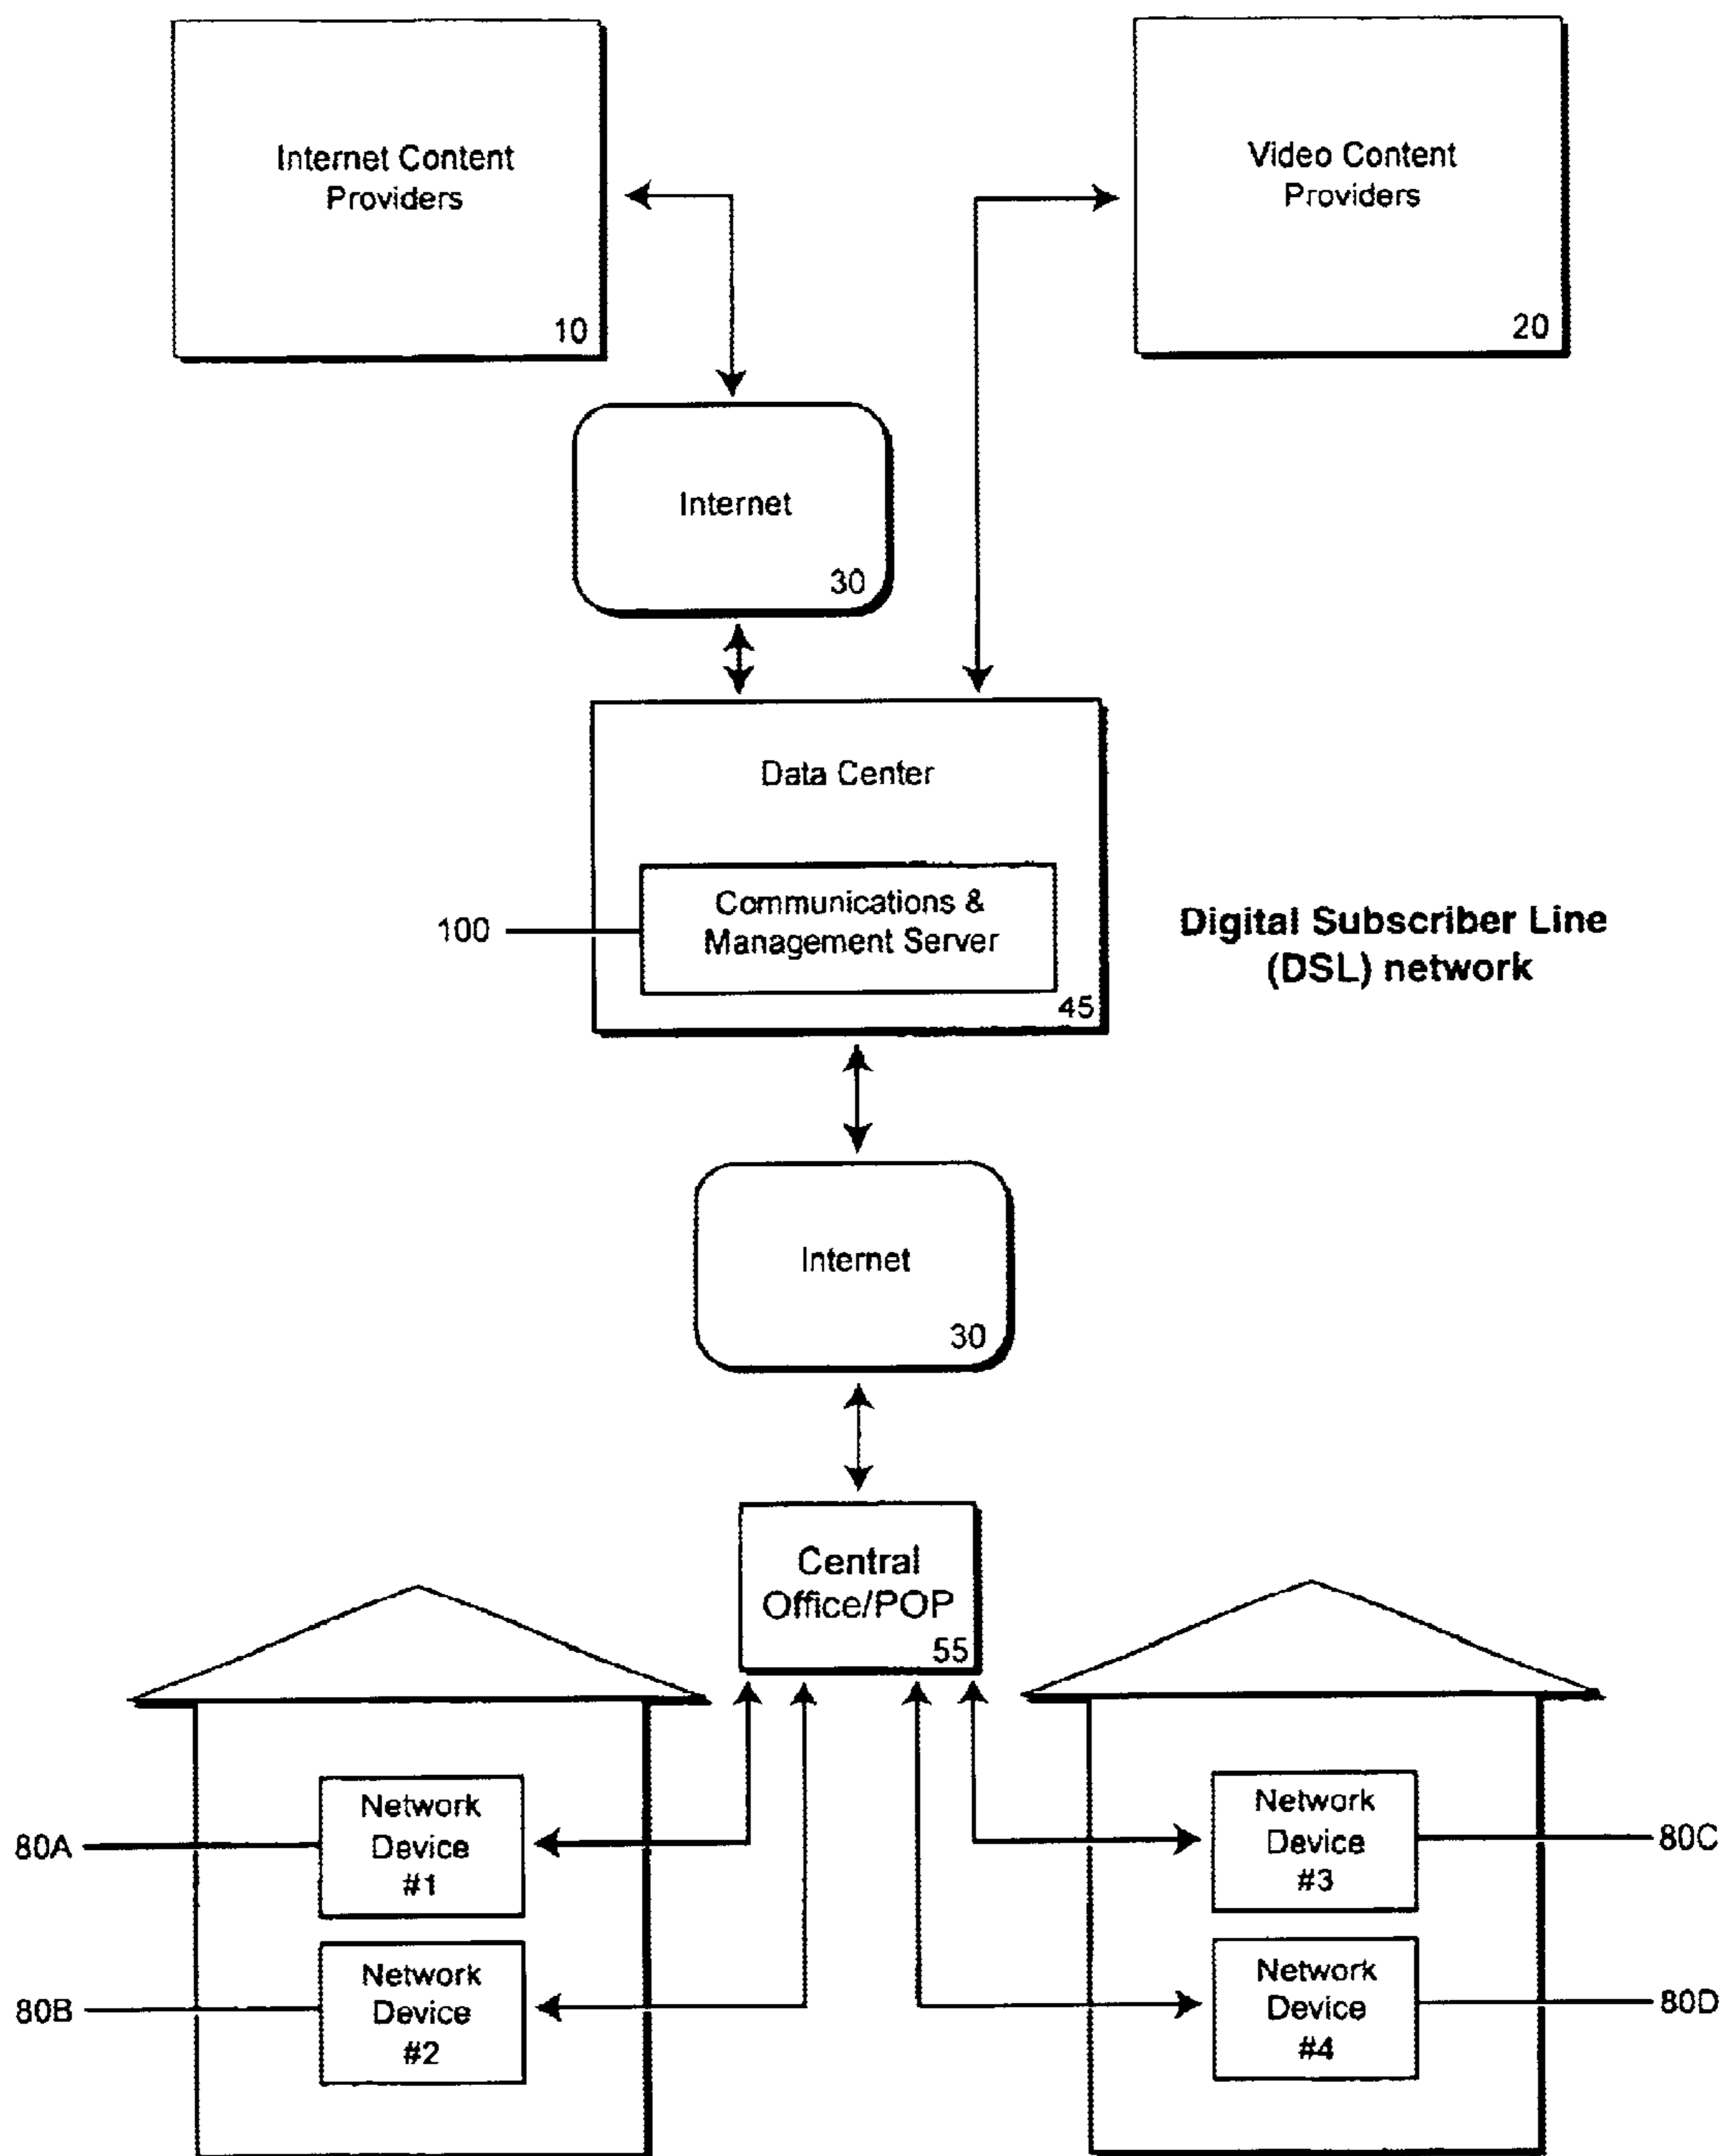 Internet Content
Providers
10
Video Content
Providers
20
Internet
30
Data Center
Communications &
Management Server
100
45
Digital Subscriber Line
(DSL) network
Internet
30
Central
Office/POP
55
Network
Device
#1
80A
Network
Device
#2
80B
Network
Device
#3
80C
Network
Device
#4
80D